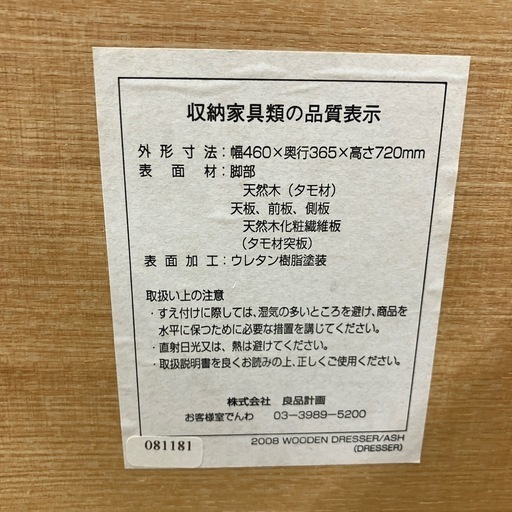 収納家具類の品質表示
外形寸法:幅460×奥行365×高さ720mm
表面材:脚部
天然木(タモ材)
天板、前板、側板
天然木化粧繊維板
(タモ材突板)
表面加工:ウレタン樹脂塗装
取扱い上の注意
・すえ付けに際しては、湿気の多いところを避け、商品を
水平に保つために必要な措置を講じてください。
・直射日光又は、熱は避けてください。
・取扱説明書を良くお読みの上、正しくご使用ください。
株式会社 良品計画
お客様室でんわ 03-3989-5200
081181
2008 WOODEN DRESSER/ASH
(DRESSER)